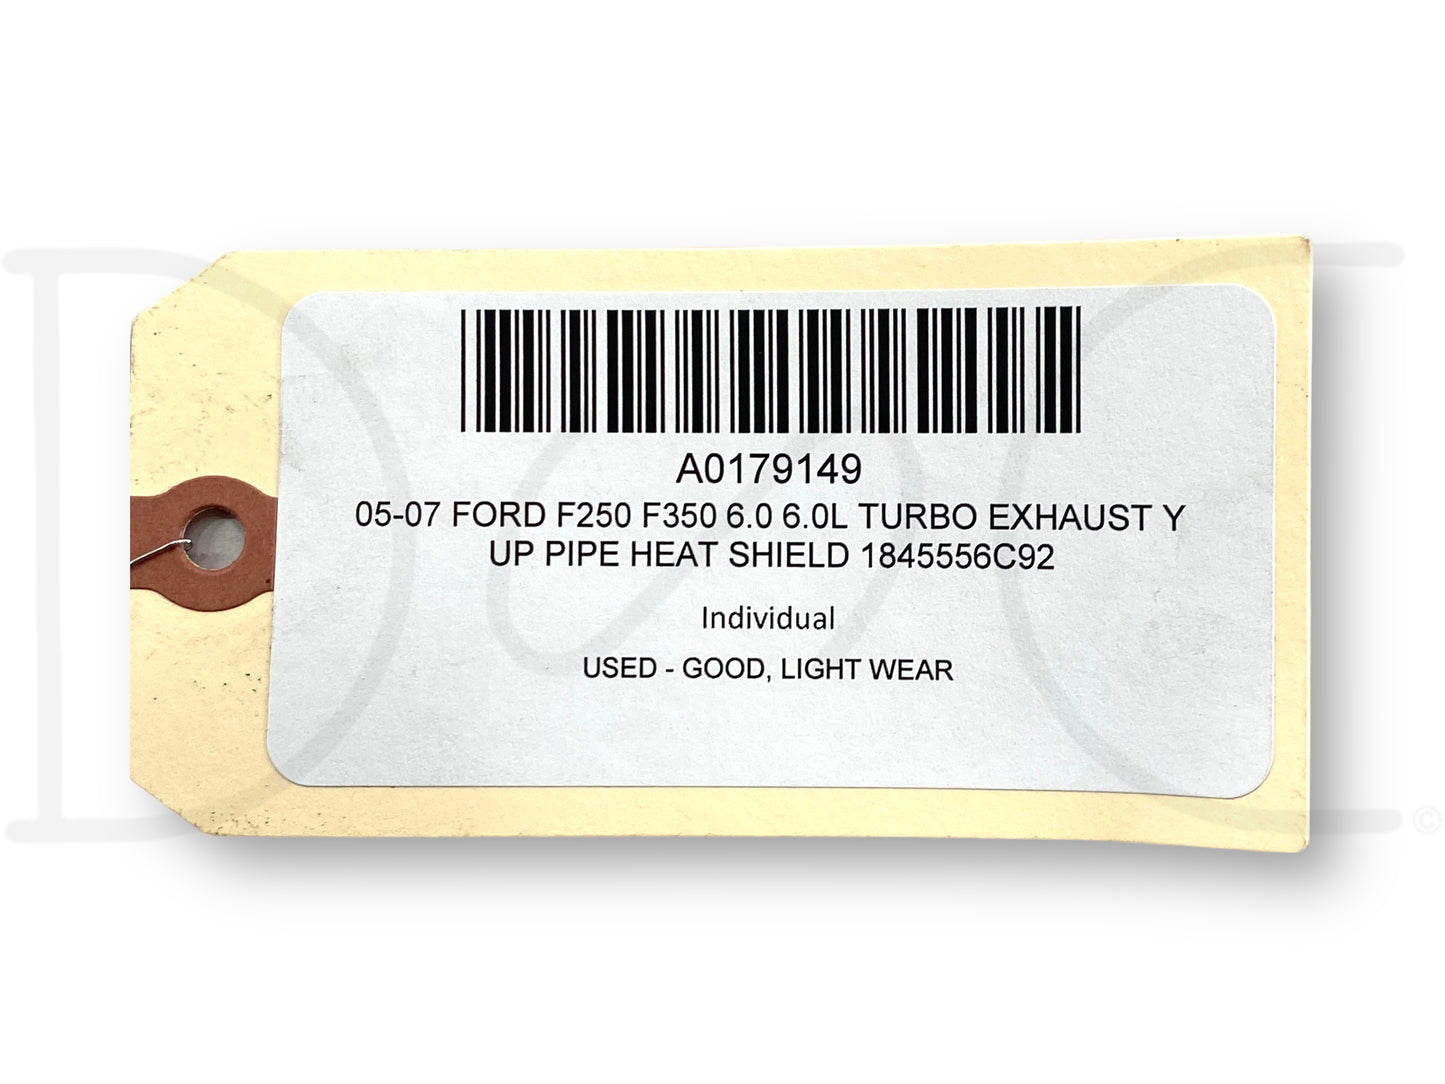 A0179149
05-07 FORD F250 F350 6.0 6.0L TURBO EXHAUST Y
UP PIPE HEAT SHIELD 1845556C92
Individual
USED - GOOD, LIGHT WEAR
©